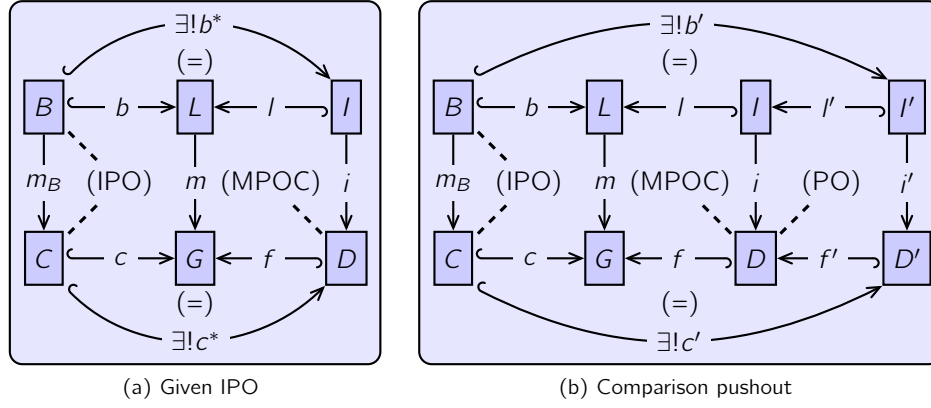 ∃!b* ∃!b′
(=) (=)
B b L l I B b L l I l′ I′
m_B (IPO) m (MPOC) i m_B (IPO) m (MPOC) i (PO) i′
C c G f D C c G f D f′ D′
(=) (=)
∃!c* ∃!c′
(a) Given IPO (b) Comparison pushout